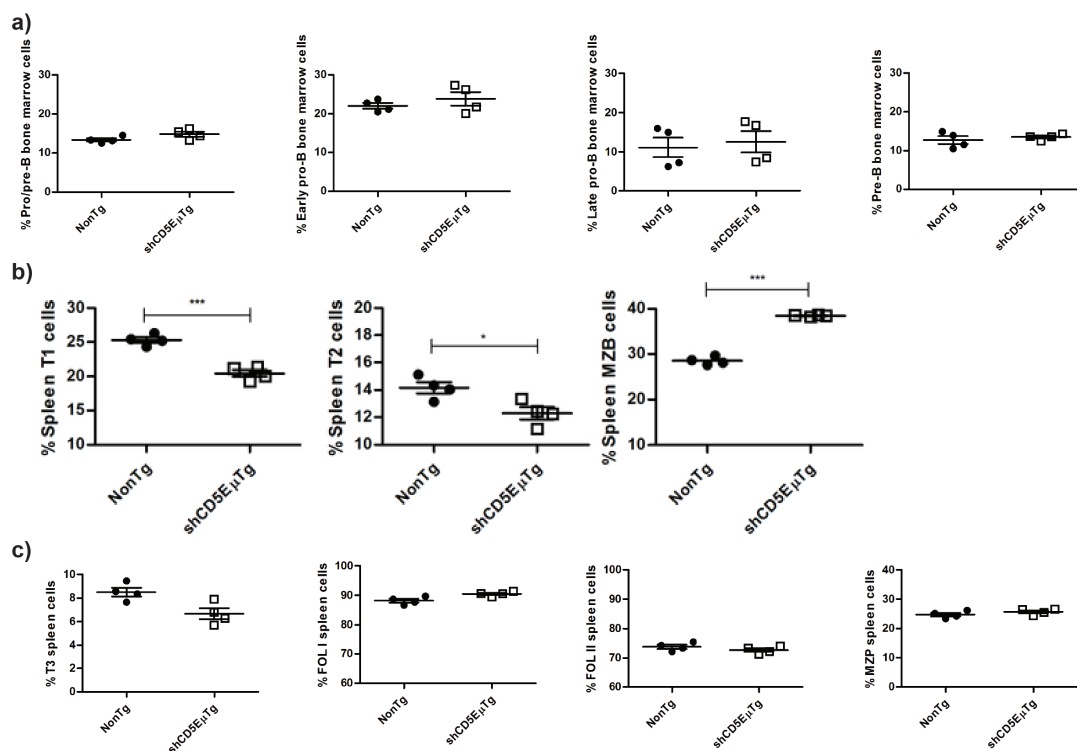 a)
% Pro/pre-B bone marrow cells
30
20
10
0
NonTg
shCD5EμTg
% Early pro-B bone marrow cells
30
20
10
0
NonTg
shCD5EμTg
% Late pro-B bone marrow cells
30
20
10
0
NonTg
shCD5EμTg
% Pre-B bone marrow cells
30
20
10
0
NonTg
shCD5EμTg
b)
% Spleen T1 cells
30
25
20
15
10
***
NonTg
shCD5EμTg
% Spleen T2 cells
20
18
16
14
12
10
*
NonTg
shCD5EμTg
% Spleen MZB cells
40
30
20
10
***
NonTg
shCD5EμTg
c)
% T3 spleen cells
10
8
6
4
2
0
NonTg
shCD5EμTg
% FOL I spleen cells
100
90
80
70
60
NonTg
shCD5EμTg
% FOL II spleen cells
100
90
80
70
60
NonTg
shCD5EμTg
% MZP spleen cells
40
30
20
10
0
NonTg
shCD5EμTg